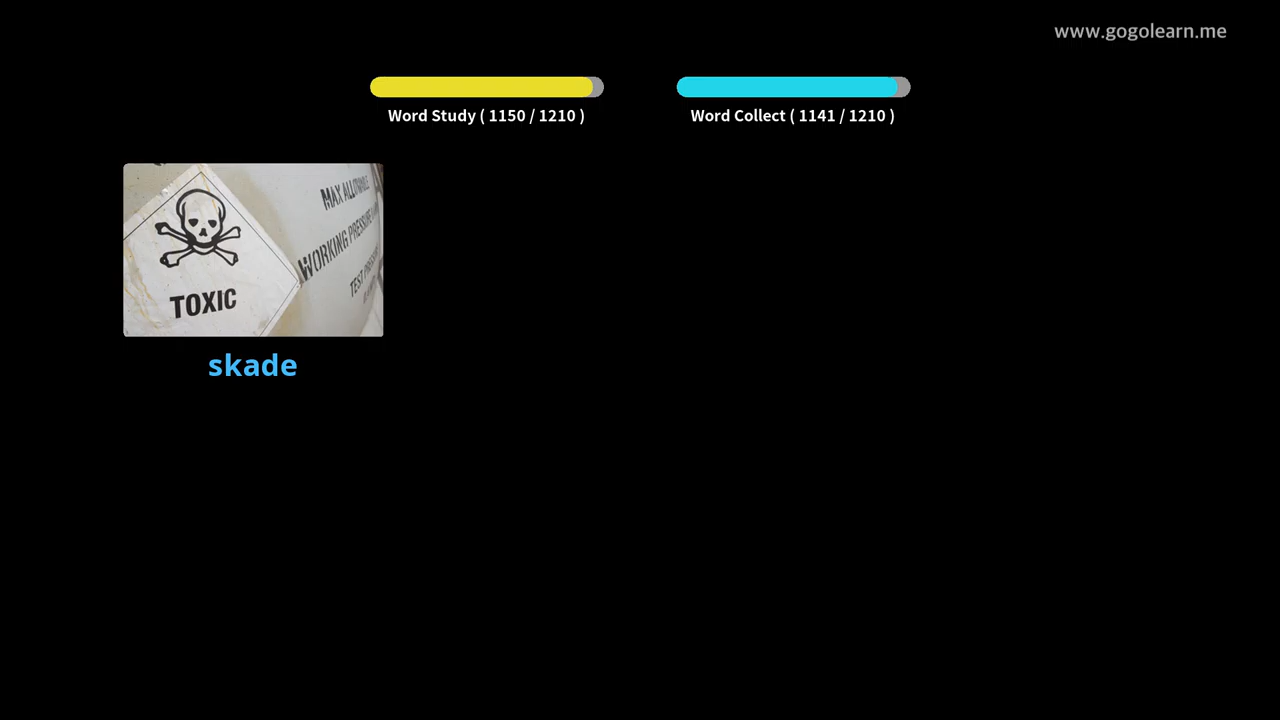 www.gogolearn.me
Word Study ( 1150 / 1210 )
Word Collect ( 1141 / 1210 )
MAX ALLOWABLE
WORKING PRESSURE
TEST
TOXIC
skade